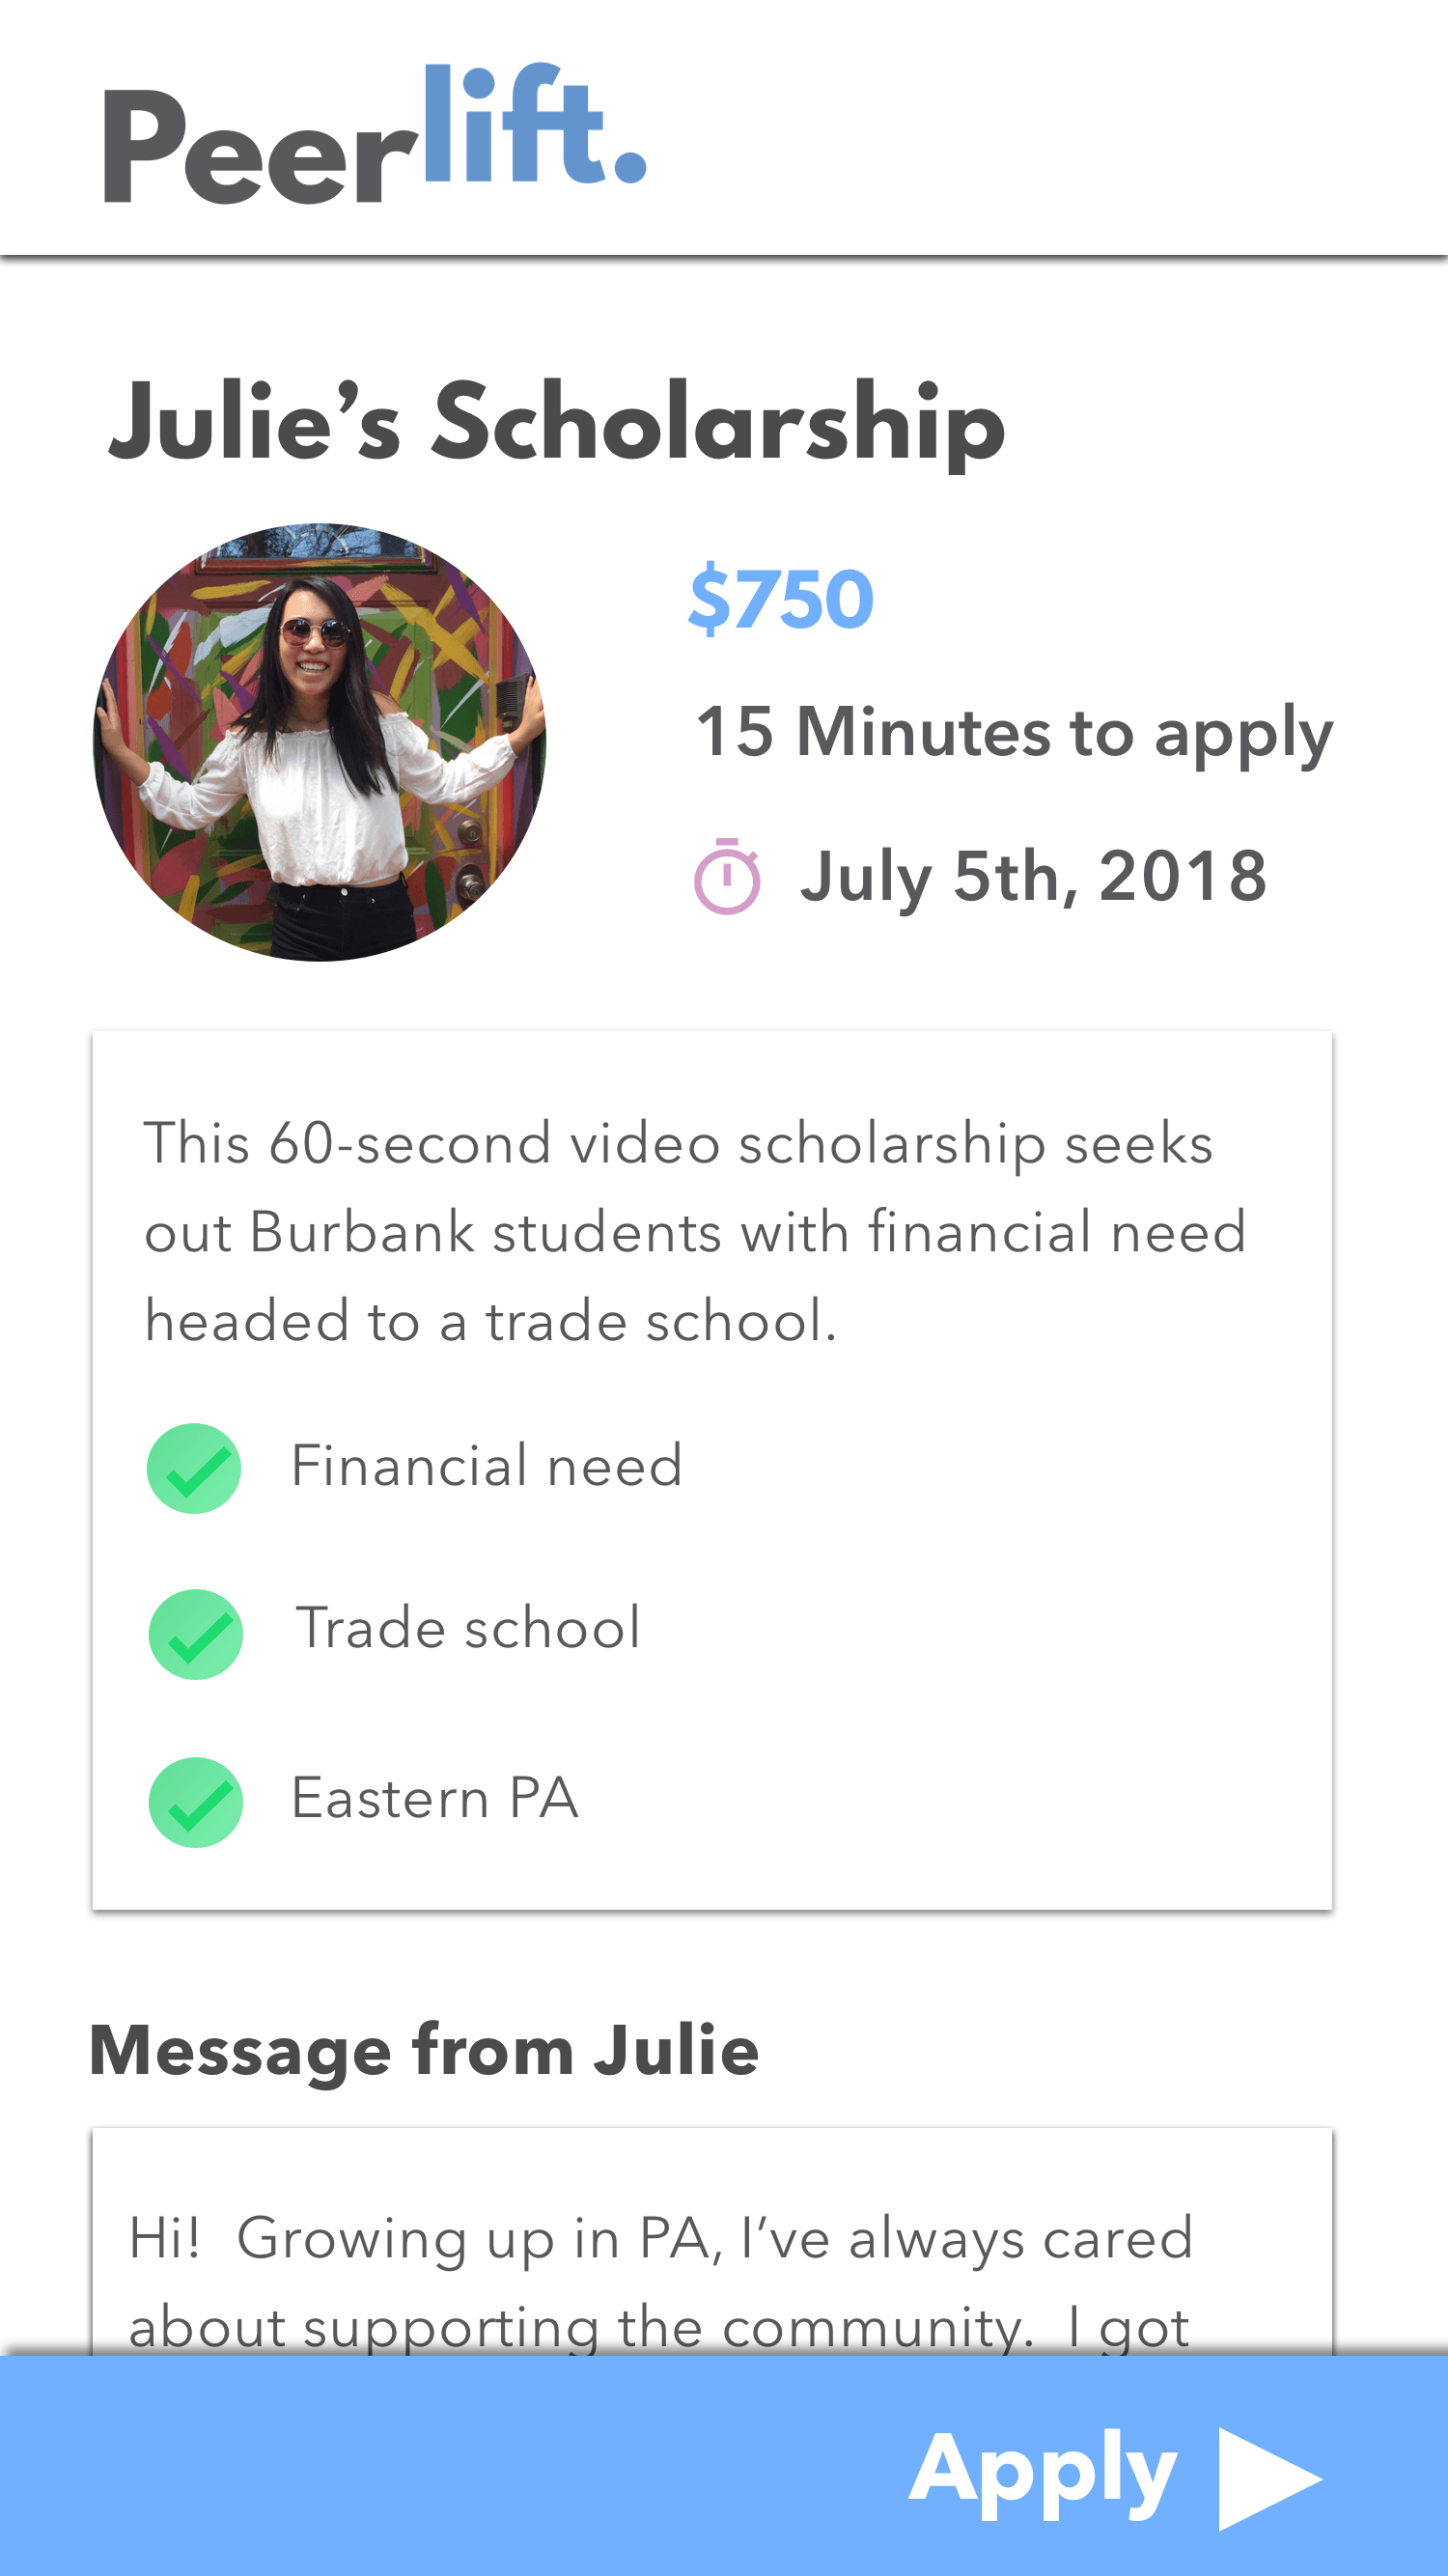 Peerlift.
Julie’s Scholarship
$750
15 Minutes to apply
July 5th, 2018
This 60-second video scholarship seeks
out Burbank students with financial need
headed to a trade school.
Financial need
Trade school
Eastern PA
Message from Julie
Hi!  Growing up in PA, I’ve always cared
about supporting the community.  I got
Apply